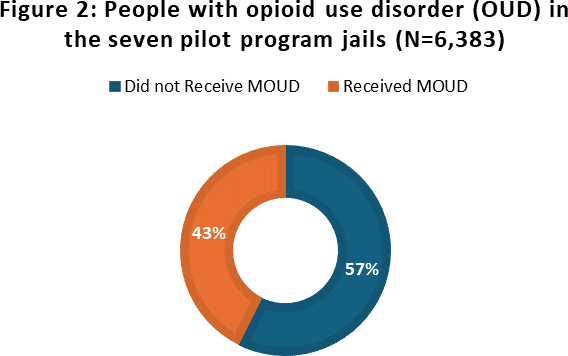 Figure 2: People with opioid use disorder (OUD) in
the seven pilot program jails (N=6,383)
Did not Receive MOUD Received MOUD
43%
57%